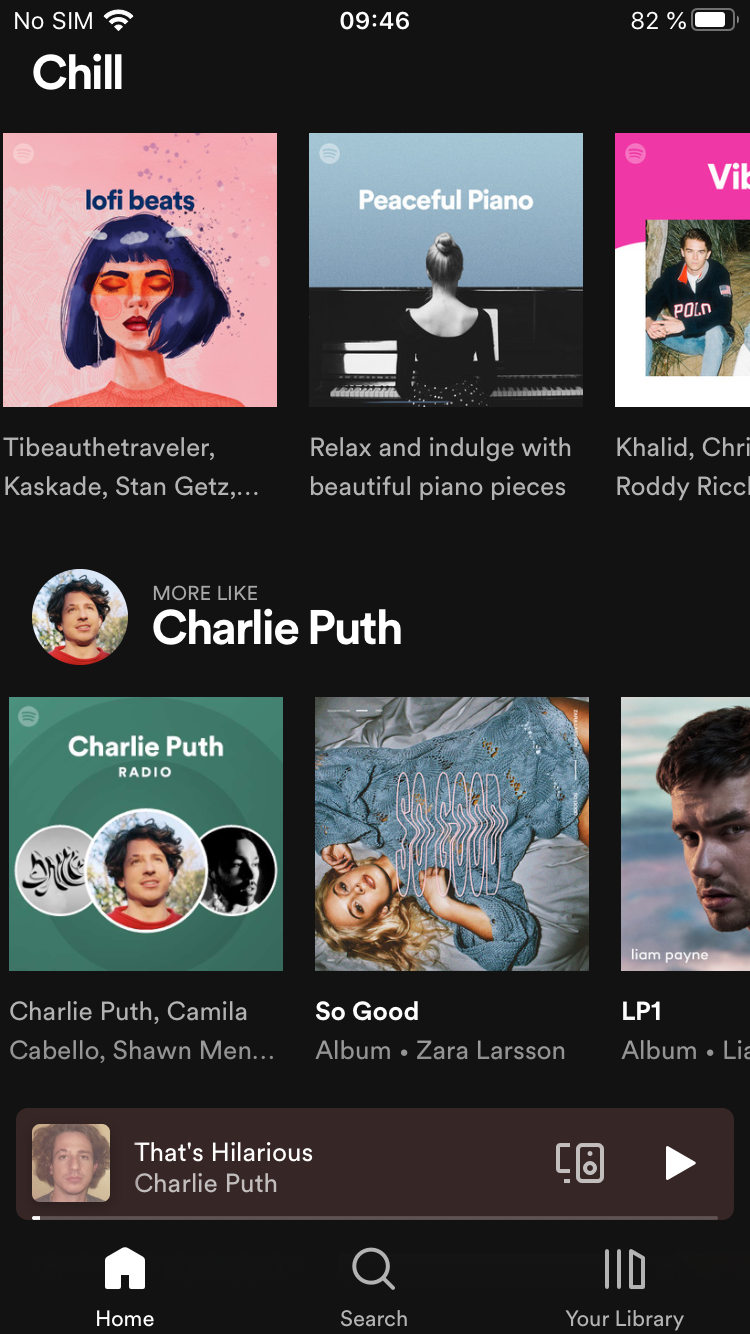 No SIM 09:46 82 %
Chill
lofi beats
Peaceful Piano
Vib
POLO
Tibeauthetraveler,
Kaskade, Stan Getz,...
Relax and indulge with
beautiful piano pieces
Khalid, Chri
Roddy Ricc
MORE LIKE
Charlie Puth
Charlie Puth
RADIO
SO GOOD
liam payne
Charlie Puth, Camila
Cabello, Shawn Men...
So Good
Album • Zara Larsson
LP1
Album • Lia
That's Hilarious
Charlie Puth
Home
Search
Your Library